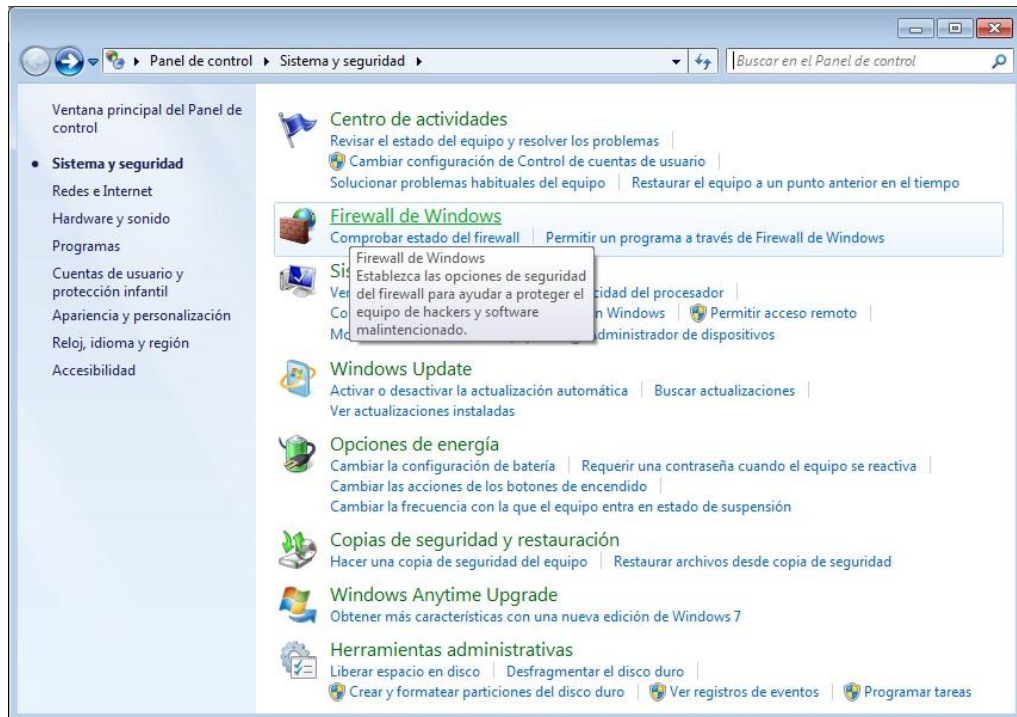 Panel de control ▸ Sistema y seguridad ▸
Buscar en el Panel de control
Ventana principal del Panel de
control
Sistema y seguridad
Redes e Internet
Hardware y sonido
Programas
Cuentas de usuario y
protección infantil
Apariencia y personalización
Reloj, idioma y región
Accesibilidad
Centro de actividades
Revisar el estado del equipo y resolver los problemas
Cambiar configuración de Control de cuentas de usuario
Solucionar problemas habituales del equipo Restaurar el equipo a un punto anterior en el tiempo
Firewall de Windows
Comprobar estado del firewall Permitir un programa a través de Firewall de Windows
Firewall de Windows
Establezca las opciones de seguridad
del firewall para ayudar a proteger el
equipo de hackers y software
malintencionado.
del procesador
Windows Permitir acceso remoto
de dispositivos
Windows Update
Activar o desactivar la actualización automática Buscar actualizaciones
Ver actualizaciones instaladas
Opciones de energía
Cambiar la configuración de batería Requerir una contraseña cuando el equipo se reactiva
Cambiar las acciones de los botones de encendido
Cambiar la frecuencia con la que el equipo entra en estado de suspensión
Copias de seguridad y restauración
Hacer una copia de seguridad del equipo Restaurar archivos desde copia de seguridad
Windows Anytime Upgrade
Obtener más características con una nueva edición de Windows 7
Herramientas administrativas
Liberar espacio en disco Desfragmentar el disco duro
Crear y formatear particiones del disco duro Ver registros de eventos Programar tareas